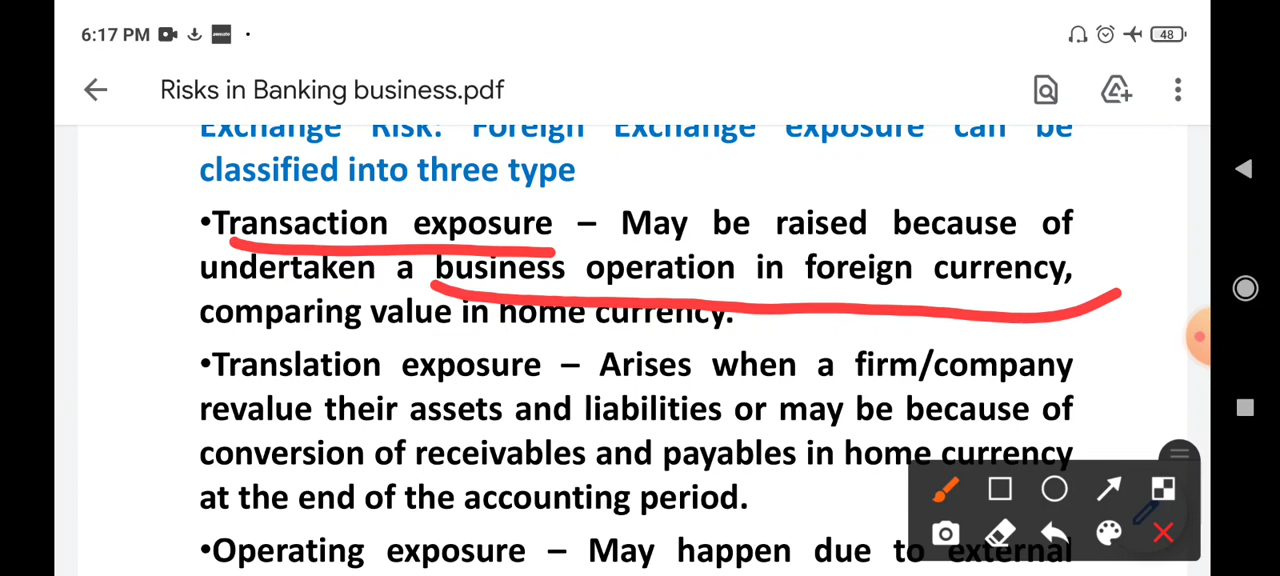 6:17 PM
48
Risks in Banking business.pdf
Exchange Risk: Foreign Exchange exposure can be
classified into three type
•Transaction exposure – May be raised because of
undertaken a business operation in foreign currency,
comparing value in home currency.
•Translation exposure – Arises when a firm/company
revalue their assets and liabilities or may be because of
conversion of receivables and payables in home currency
at the end of the accounting period.
•Operating exposure – May happen due to external